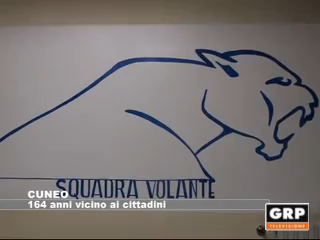 SQUADRA VOLANTE
CUNEO
164 anni vicino ai cittadini
GRP
TELEVISIONE